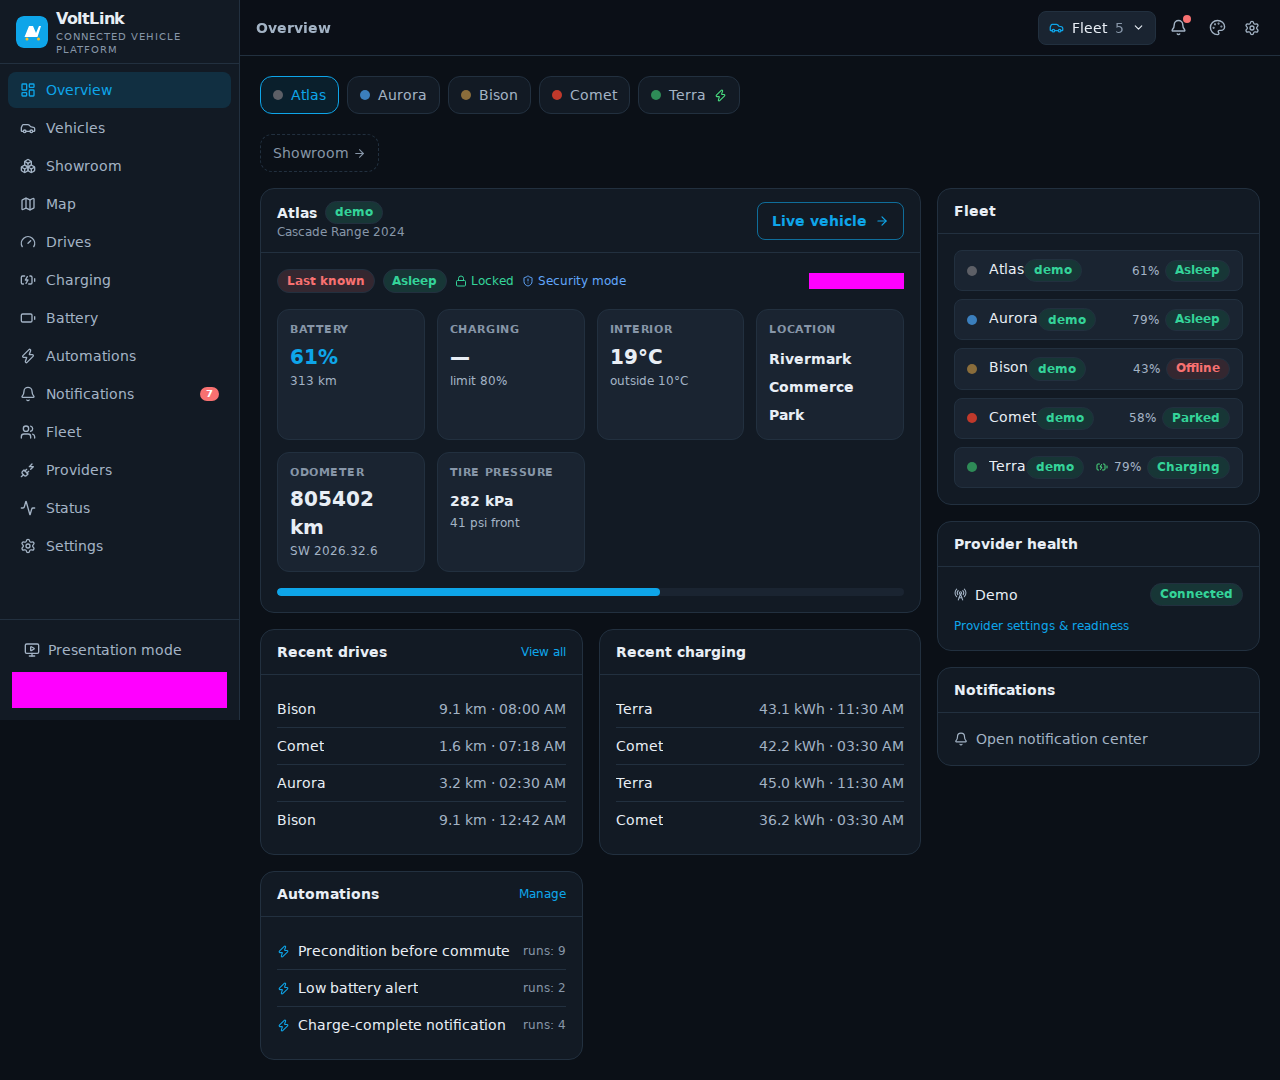 VoltLink
CONNECTED VEHICLE
PLATFORM
Overview
Vehicles
Showroom
Map
Drives
Charging
Battery
Automations
Notifications 7
Fleet
Providers
Status
Settings
Presentation mode
Overview
Fleet 5
Atlas
Aurora
Bison
Comet
Terra
Showroom
Atlas demo
Cascade Range 2024
Live vehicle
Last known Asleep Locked Security mode
BATTERY
61%
313 km
CHARGING
—
limit 80%
INTERIOR
19°C
outside 10°C
LOCATION
Rivermark
Commerce
Park
ODOMETER
805402
km
SW 2026.32.6
TIRE PRESSURE
282 kPa
41 psi front
Recent drives View all
Bison 9.1 km · 08:00 AM
Comet 1.6 km · 07:18 AM
Aurora 3.2 km · 02:30 AM
Bison 9.1 km · 12:42 AM
Recent charging
Terra 43.1 kWh · 11:30 AM
Comet 42.2 kWh · 03:30 AM
Terra 45.0 kWh · 11:30 AM
Comet 36.2 kWh · 03:30 AM
Automations Manage
Precondition before commute runs: 9
Low battery alert runs: 2
Charge-complete notification runs: 4
Fleet
Atlas demo 61% Asleep
Aurora demo 79% Asleep
Bison demo 43% Offline
Comet demo 58% Parked
Terra demo 79% Charging
Provider health
Demo Connected
Provider settings & readiness
Notifications
Open notification center